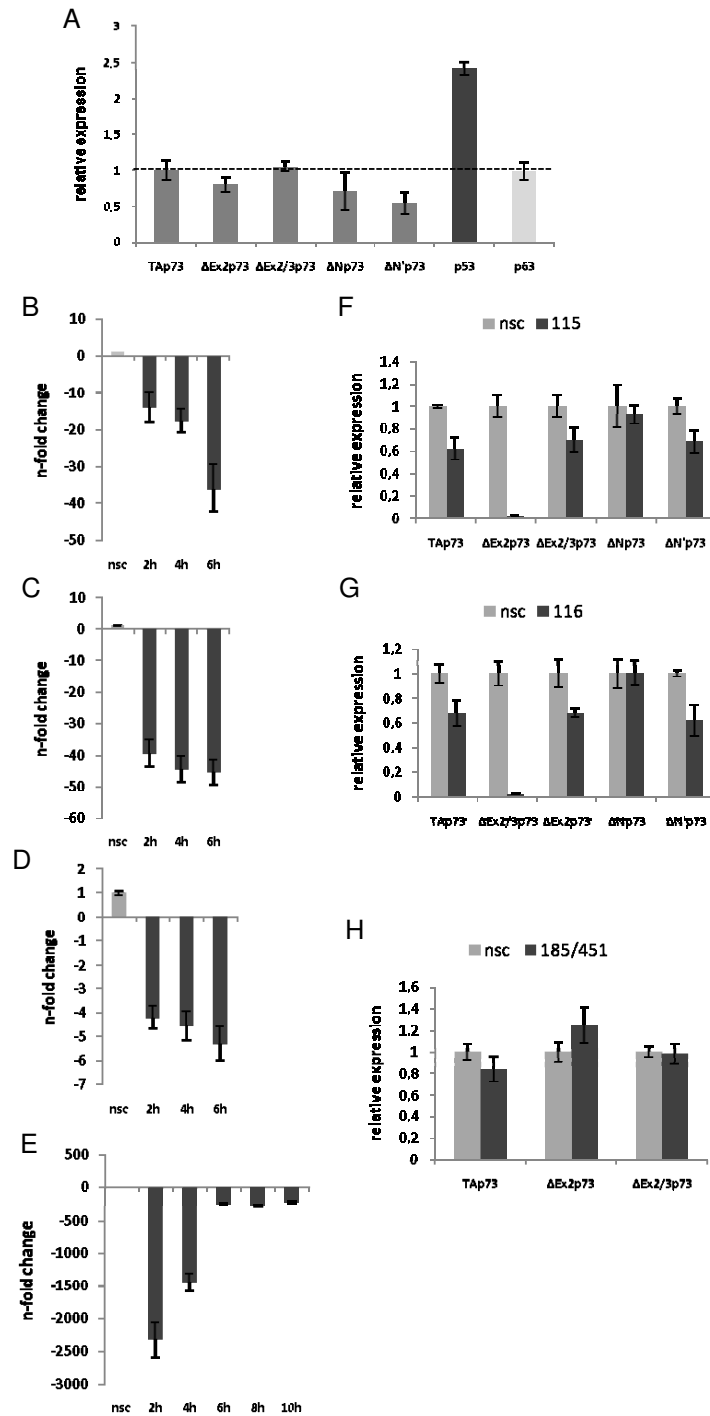 A
relative expression
3
2,5
2
1,5
1
0,5
0
TAp73 ΔEx2p73 ΔEx2/3p73 ΔNp73 ΔN'p73 p53 p63
B
n-fold change
10
0
-10
-20
-30
-40
-50
nsc 2h 4h 6h
C
n-fold change
10
0
-10
-20
-30
-40
-50
-60
nsc 2h 4h 6h
D
n-fold change
2
1
0
-1
-2
-3
-4
-5
-6
-7
nsc 2h 4h 6h
E
n-fold change
500
0
-500
-1000
-1500
-2000
-2500
-3000
nsc 2h 4h 6h 8h 10h
F
nsc 115
relative expression
1,4
1,2
1
0,8
0,6
0,4
0,2
0
TAp73 ΔEx2p73 ΔEx2/3p73 ΔNp73 ΔN'p73
G
nsc 116
relative expression
1,2
1
0,8
0,6
0,4
0,2
0
TAp73 ΔEx2/3p73 ΔEx2p73 ΔNp73 ΔN'p73
H
nsc 185/451
relative expression
1,6
1,4
1,2
1
0,8
0,6
0,4
0,2
0
TAp73 ΔEx2p73 ΔEx2/3p73